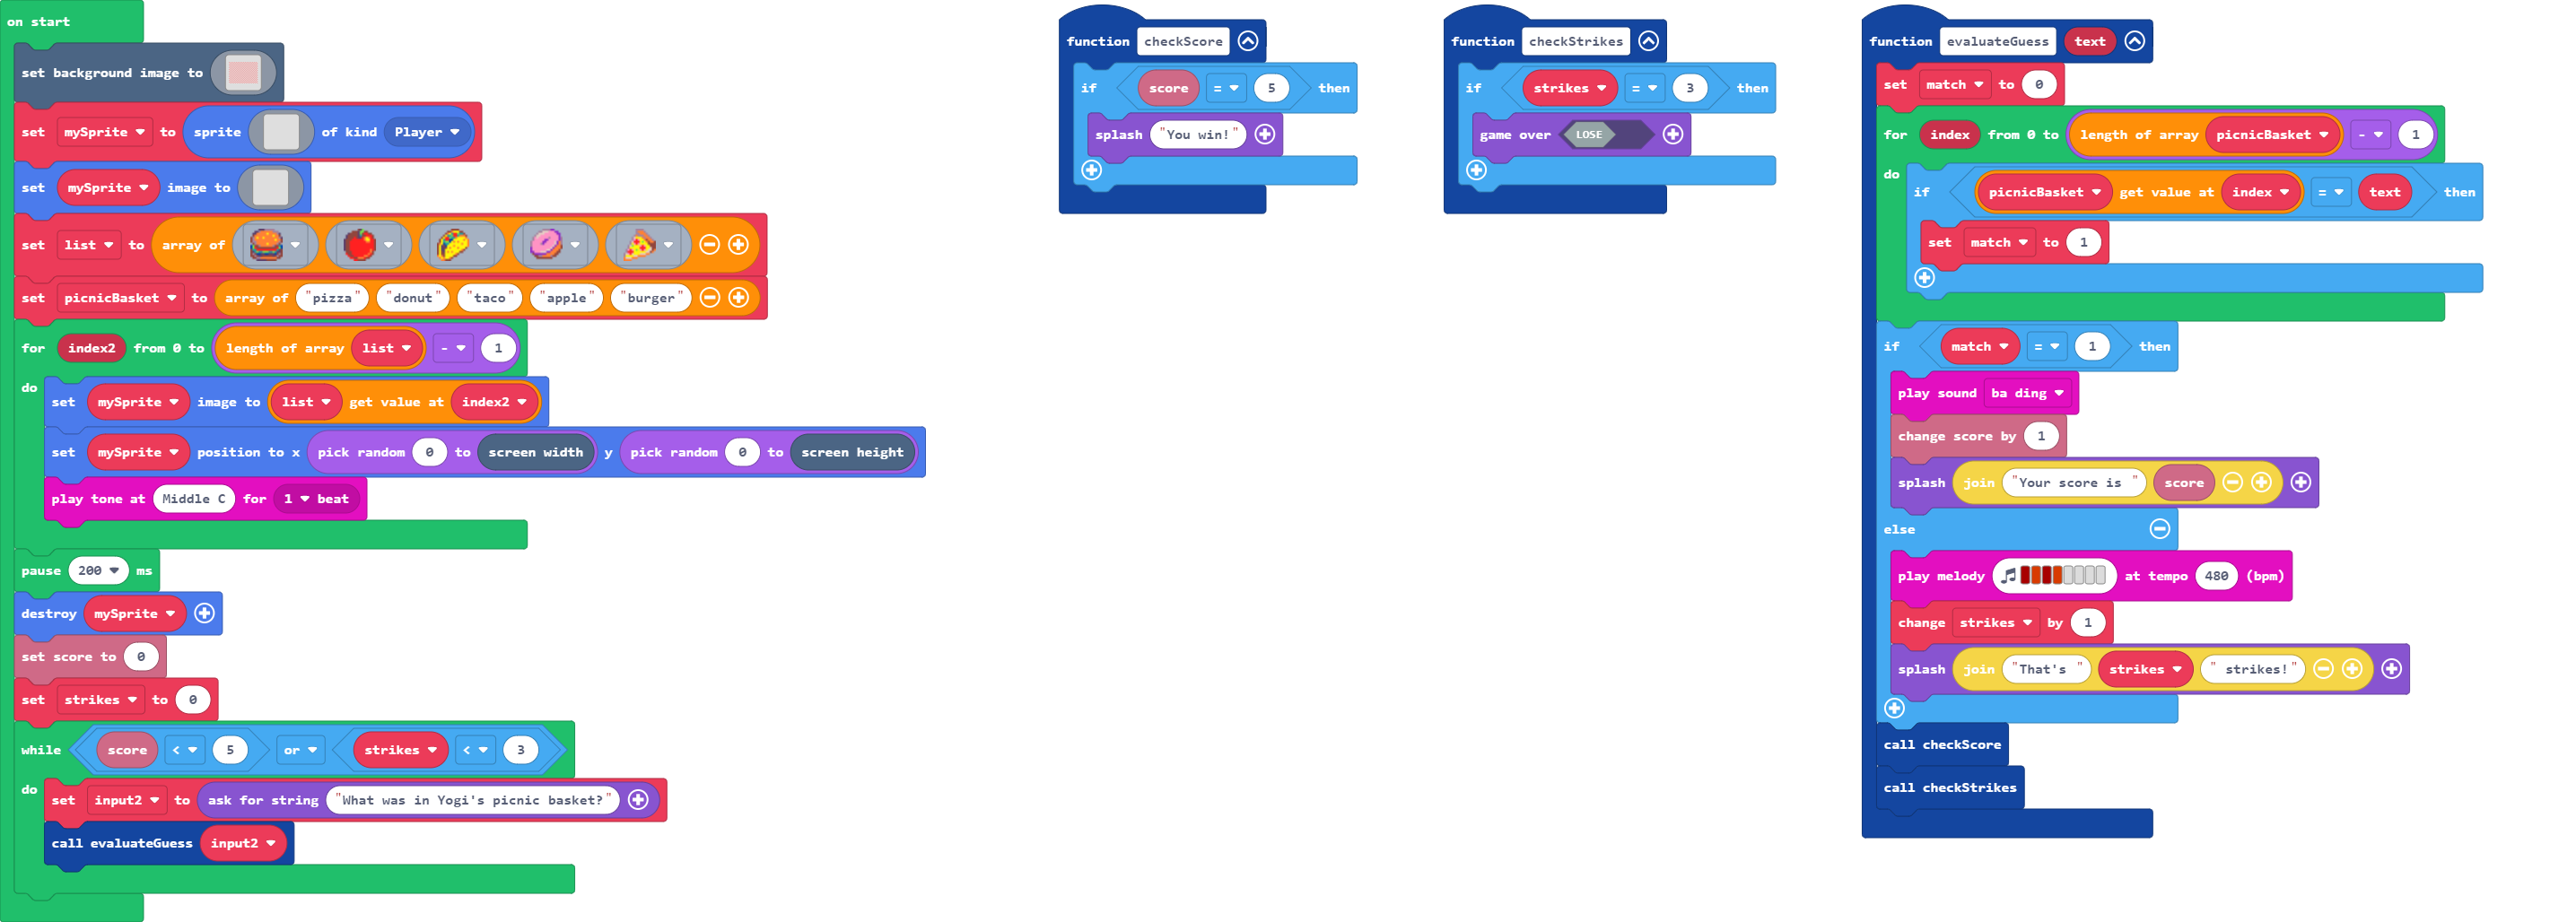 on start
set background image to
set mySprite to sprite of kind Player
set mySprite image to
set list to array of
set picnicBasket to array of "pizza" "donut" "taco" "apple" "burger"
for index2 from 0 to length of array list - 1
do
set mySprite image to list get value at index2
set mySprite position to x pick random 0 to screen width y pick random 0 to screen height
play tone at Middle C for 1 beat
pause 200 ms
destroy mySprite
set score to 0
set strikes to 0
while score < 5 or strikes < 3
do
set input2 to ask for string "What was in Yogi's picnic basket?"
call evaluateGuess input2
function checkScore
if score = 5 then
splash "You win!"
function checkStrikes
if strikes = 3 then
game over LOSE
function evaluateGuess text
set match to 0
for index from 0 to length of array picnicBasket - 1
do
if picnicBasket get value at index = text then
set match to 1
if match = 1 then
play sound ba ding
change score by 1
splash join "Your score is " score
else
play melody at tempo 480 (bpm)
change strikes by 1
splash join "That's " strikes " strikes!"
call checkScore
call checkStrikes